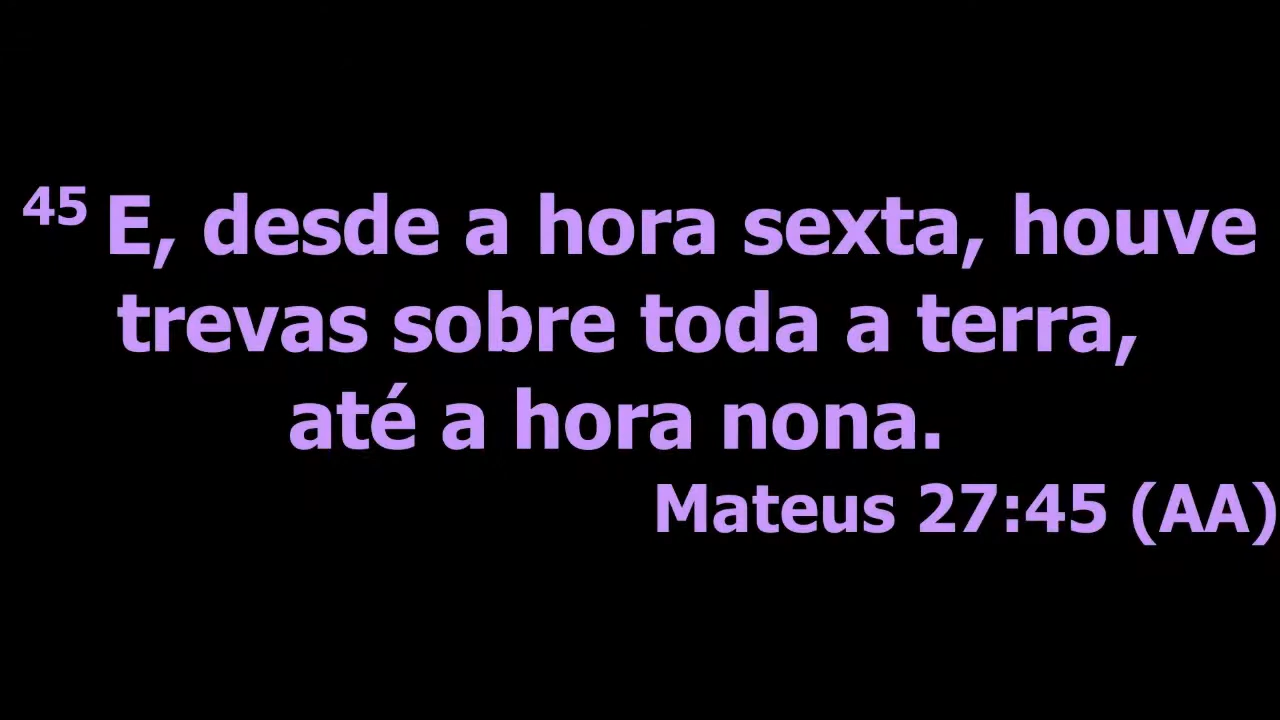 45 E, desde a hora sexta, houve
trevas sobre toda a terra,
até a hora nona.
Mateus 27:45 (AA)